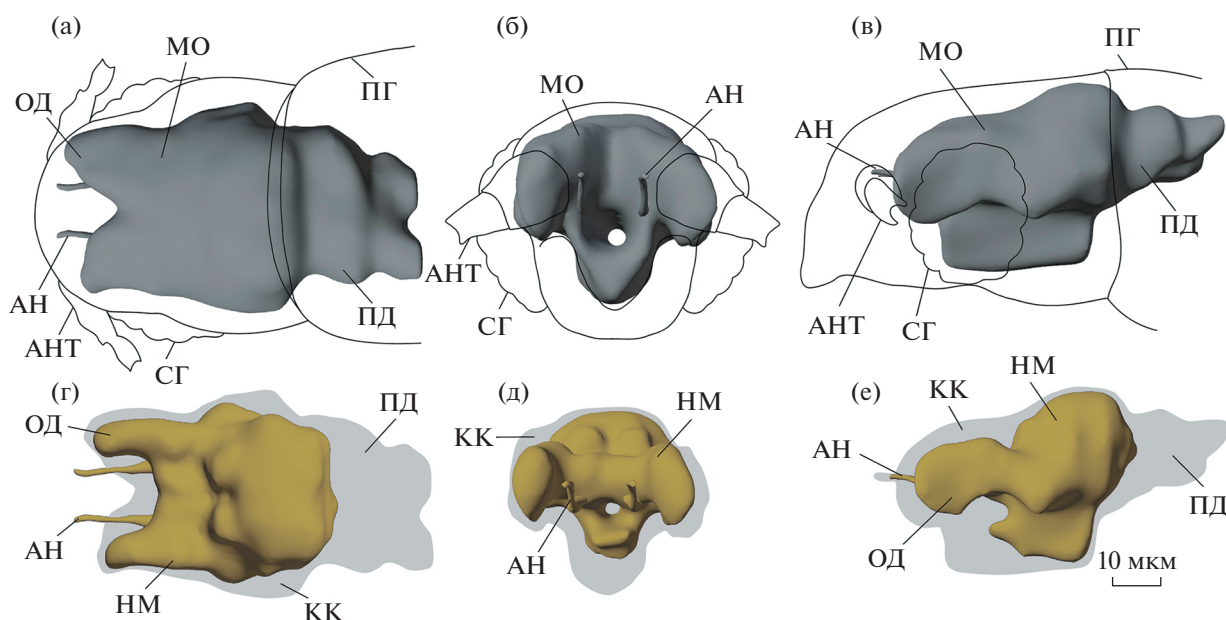 (а)
МО
ПГ
ОД
АН
АНТ
СГ
ПД
(б)
МО
АН
АНТ
СГ
(в)
МО
ПГ
АН
АНТ
СГ
ПД
(г)
ОД
ПД
АН
НМ
КК
(д)
КК
НМ
АН
(е)
КК
НМ
АН
ОД
ПД
10 мкм